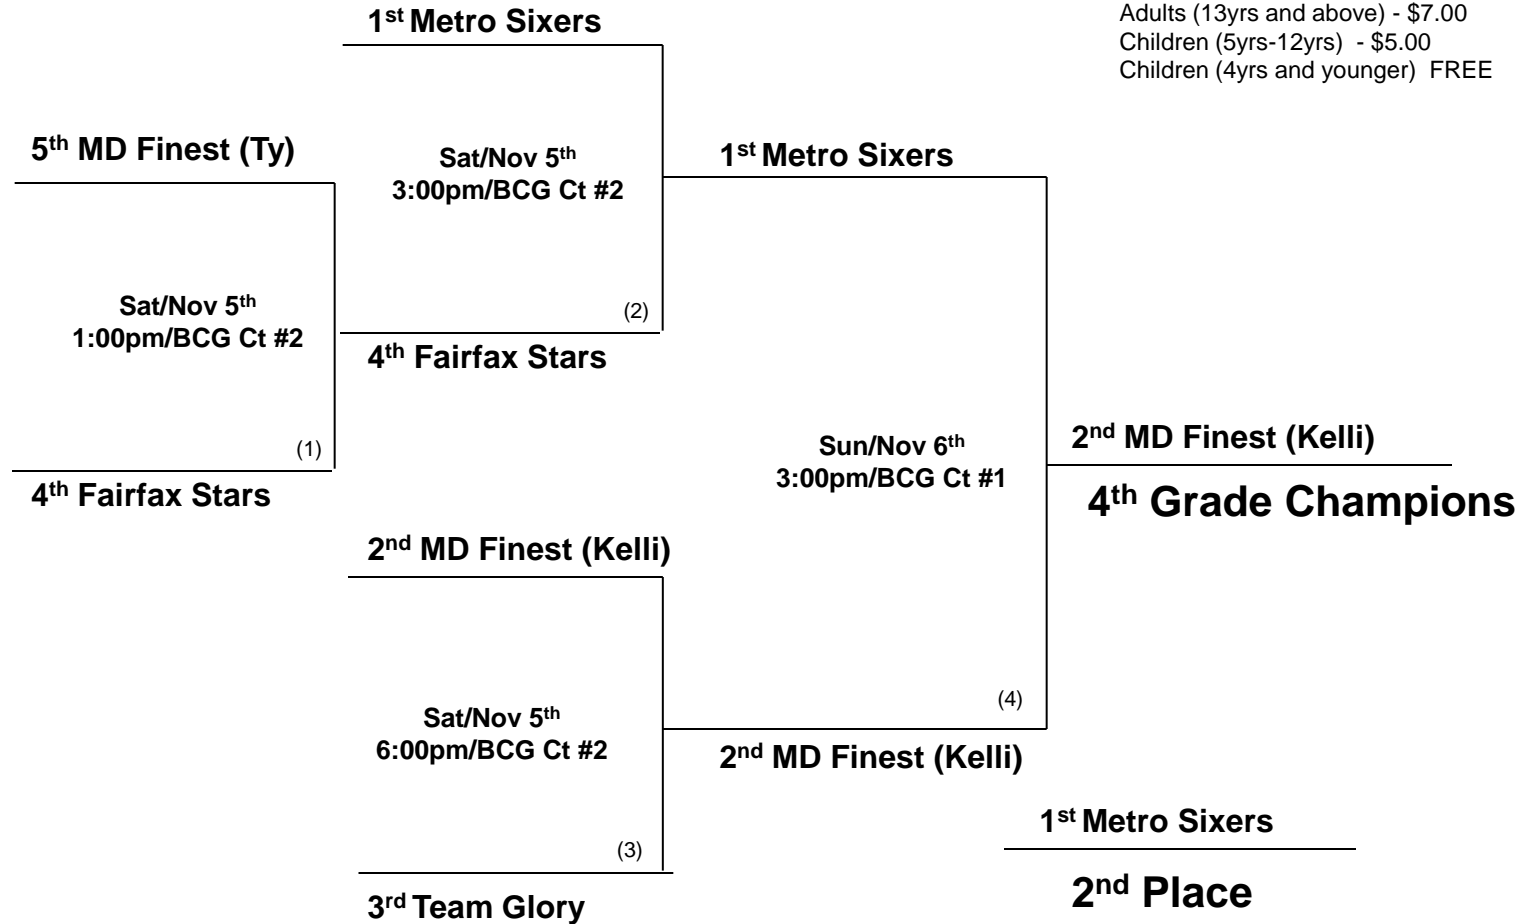 1st Metro Sixers
Adults (13yrs and above) - $7.00
Children (5yrs-12yrs) - $5.00
Children (4yrs and younger) FREE
5th MD Finest (Ty)
Sat/Nov 5th
3:00pm/BCG Ct #2
1st Metro Sixers
Sat/Nov 5th
1:00pm/BCG Ct #2
(2)
4th Fairfax Stars
(1)
4th Fairfax Stars
Sun/Nov 6th
3:00pm/BCG Ct #1
2nd MD Finest (Kelli)
4th Grade Champions
2nd MD Finest (Kelli)
Sat/Nov 5th
6:00pm/BCG Ct #2
(4)
2nd MD Finest (Kelli)
(3)
3rd Team Glory
1st Metro Sixers
2nd Place